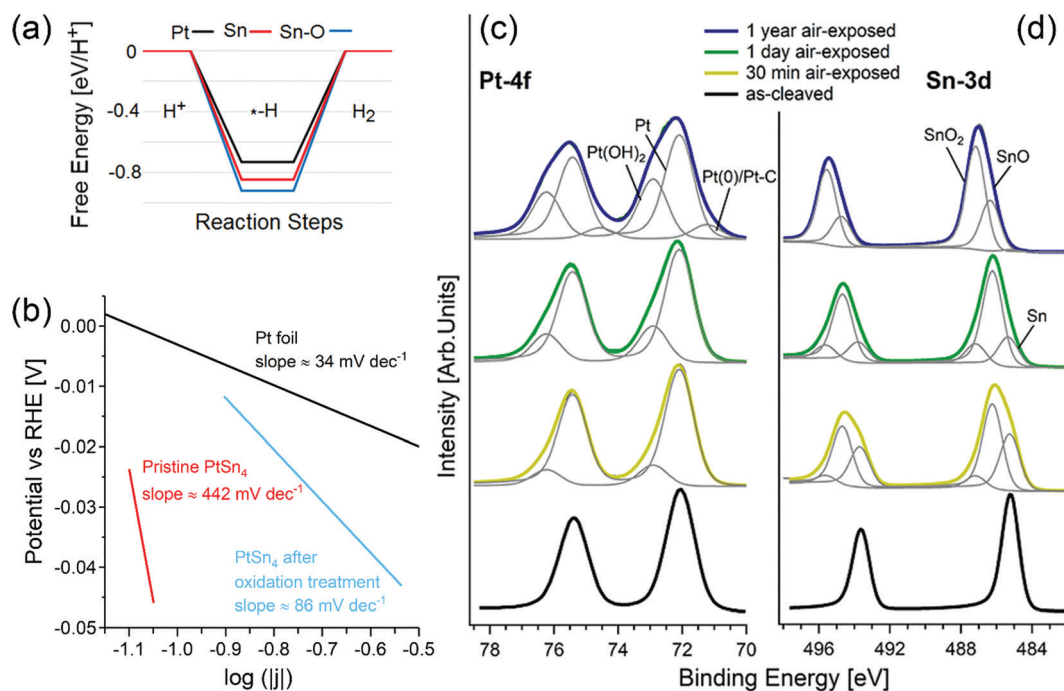 (a)
Pt Sn Sn-O
0
-0.4
-0.8
Free Energy [eV/H⁺]
H⁺ *-H H₂
Reaction Steps
(b)
0.00
-0.01
-0.02
-0.03
-0.04
-0.05
Potential vs RHE [V]
Pt foil
slope ≈ 34 mV dec⁻¹
Pristine PtSn₄
slope ≈ 442 mV dec⁻¹
PtSn₄ after
oxidation treatment
slope ≈ 86 mV dec⁻¹
-1.1 -1.0 -0.9 -0.8 -0.7 -0.6 -0.5
log (|j|)
(c)
Pt-4f
1 year air-exposed
1 day air-exposed
30 min air-exposed
as-cleaved
Pt
Pt(OH)₂
Pt(0)/Pt-C
Intensity [Arb.Units]
78 76 74 72 70
(d)
Sn-3d
SnO₂
SnO
Sn
496 492 488 484
Binding Energy [eV]